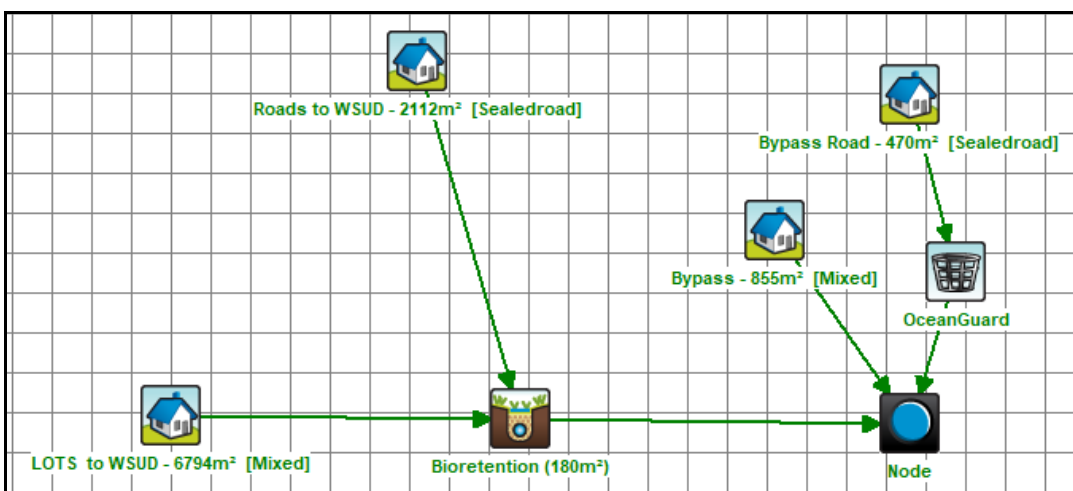 Roads to WSUD - 2112m² [Sealedroad]
Bypass Road - 470m² [Sealedroad]
Bypass - 855m² [Mixed]
OceanGuard
LOTS to WSUD - 6794m² [Mixed]
Bioretention (180m²)
Node